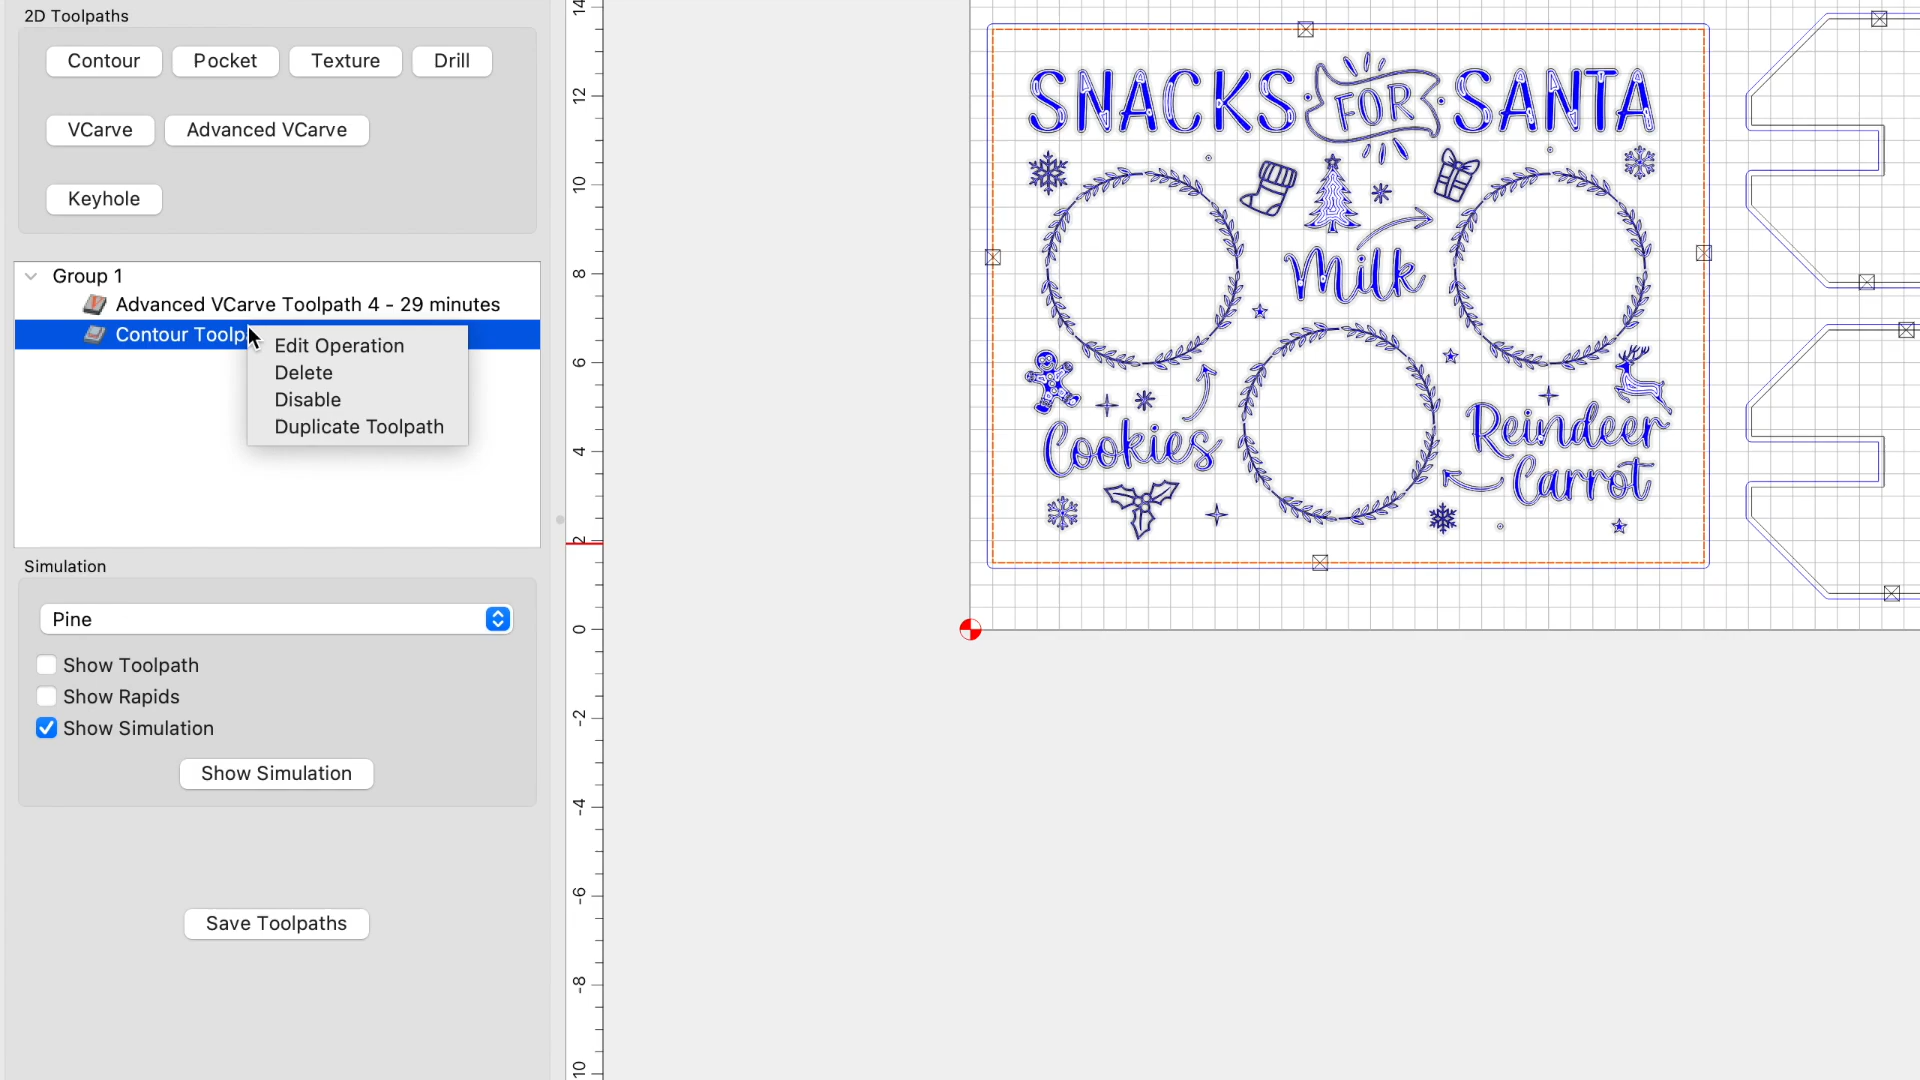 2D Toolpaths
Contour Pocket Texture Drill
VCarve Advanced VCarve
Keyhole
Group 1
Advanced VCarve Toolpath 4 - 29 minutes
Contour Toolp
Edit Operation
Delete
Disable
Duplicate Toolpath
Simulation
Pine
Show Toolpath
Show Rapids
Show Simulation
Show Simulation
Save Toolpaths
14
12
10
8
6
4
2
0
-2
-4
-6
-8
10
SNACKS FOR SANTA
Milk
Cookies
Reindeer
Carrot